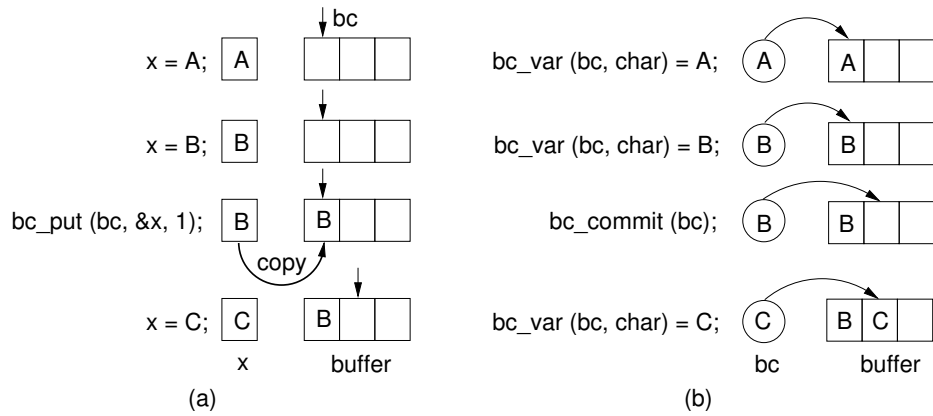 bc
x = A; A
x = B; B
bc_put (bc, &x, 1); B B
copy
x = C; C B
x buffer
(a)
bc_var (bc, char) = A; A A
bc_var (bc, char) = B; B B
bc_commit (bc); B B
bc_var (bc, char) = C; C B C
bc buffer
(b)